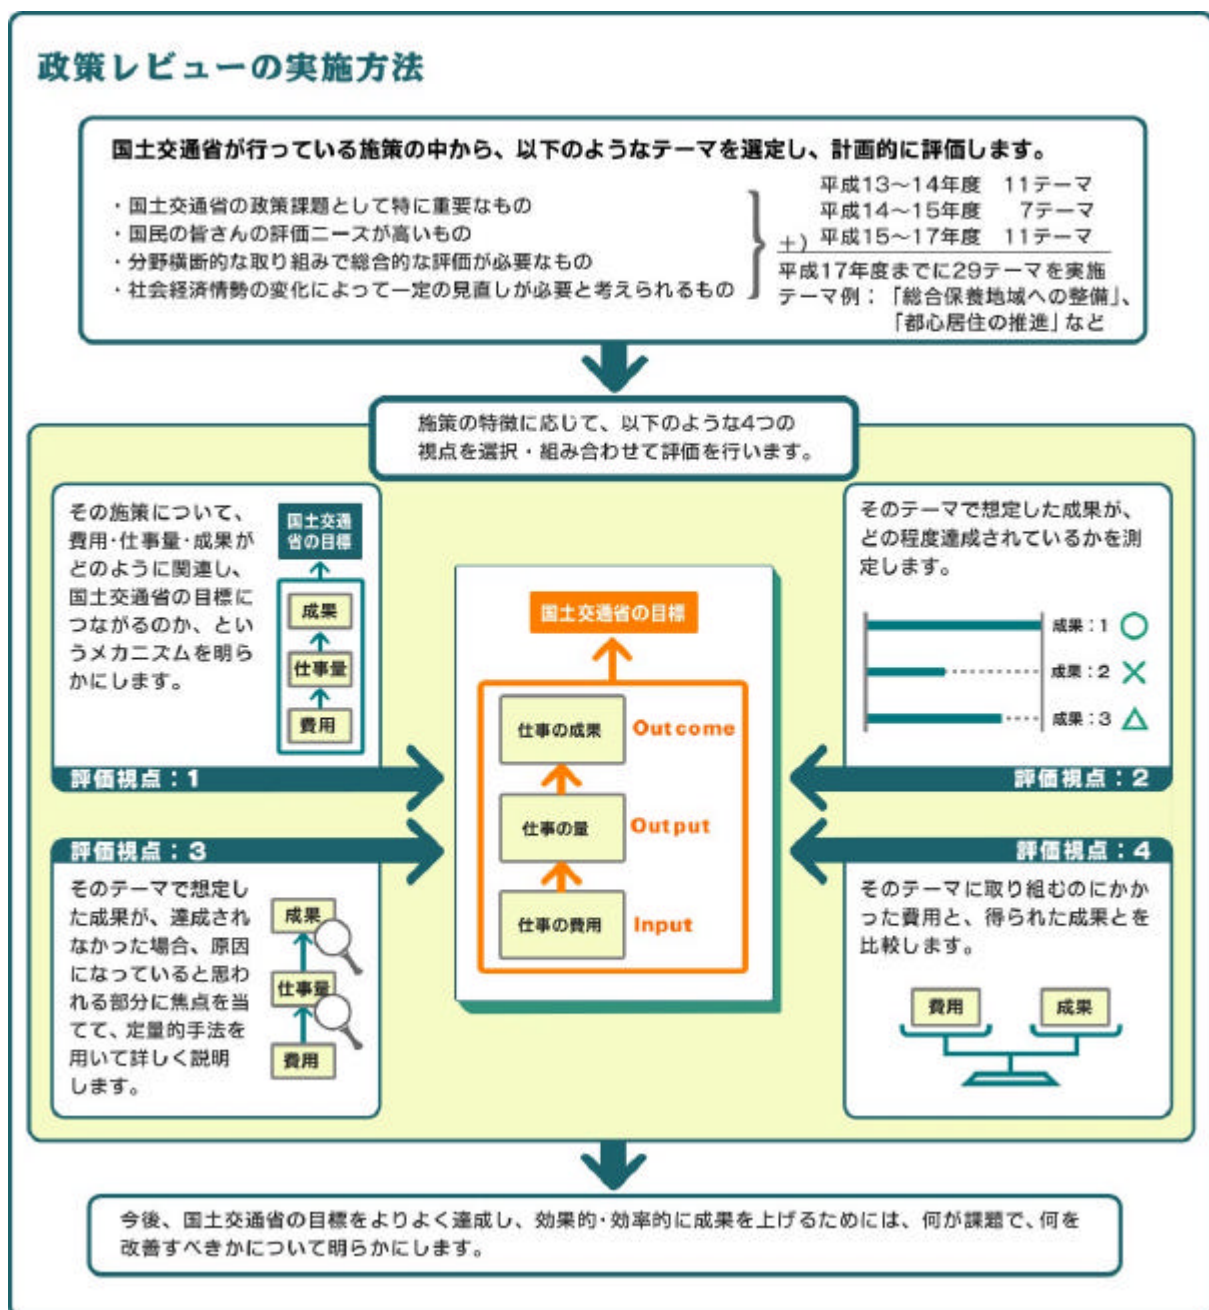 政策レビューの実施方法
国土交通省が行っている施策の中から、以下のようなテーマを選定し、計画的に評価します。
・国土交通省の政策課題として特に重要なもの
・国民の皆さんの評価ニーズが高いもの
・分野横断的な取り組みで総合的な評価が必要なもの
・社会経済情勢の変化によって一定の見直しが必要と考えられるもの
平成13～14年度 11テーマ
平成14～15年度 7テーマ
＋）平成15～17年度 11テーマ
平成17年度までに29テーマを実施
テーマ例：「総合保養地域への整備」、
「都心居住の推進」など
施策の特徴に応じて、以下のような4つの
視点を選択・組み合わせて評価を行います。
その施策について、
費用・仕事量・成果が
どのように関連し、
国土交通省の目標に
つながるのか、とい
うメカニズムを明ら
かにします。
国土交通
省の目標
成果
仕事量
費用
評価視点：1
そのテーマで想定した成果が、
どの程度達成されているかを測
定します。
成果：1 ○
成果：2 ×
成果：3 △
評価視点：2
国土交通省の目標
仕事の成果 Outcome
仕事の量 Output
仕事の費用 Input
評価視点：3
そのテーマで想定し
た成果が、達成され
なかった場合、原因
になっていると思わ
れる部分に焦点を当
てて、定量的手法を
用いて詳しく説明
します。
成果
仕事量
費用
評価視点：4
そのテーマに取り組むのにかか
った費用と、得られた成果とを
比較します。
費用
成果
今後、国土交通省の目標をよりよく達成し、効果的・効率的に成果を上げるためには、何が課題で、何を
改善すべきかについて明らかにします。